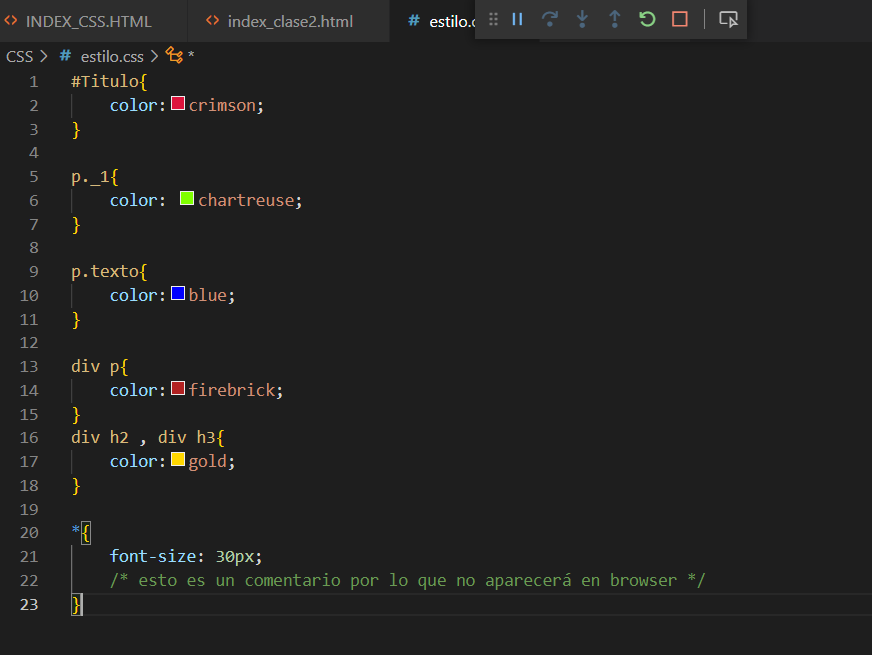 <> INDEX_CSS.HTML <> index_clase2.html # estilo.c
CSS > # estilo.css > *
1 #Titulo{
2 color:crimson;
3 }
4
5 p._1{
6 color: chartreuse;
7 }
8
9 p.texto{
10 color:blue;
11 }
12
13 div p{
14 color:firebrick;
15 }
16 div h2 , div h3{
17 color:gold;
18 }
19
20 *{
21 font-size: 30px;
22 /* esto es un comentario por lo que no aparecerá en browser */
23 }